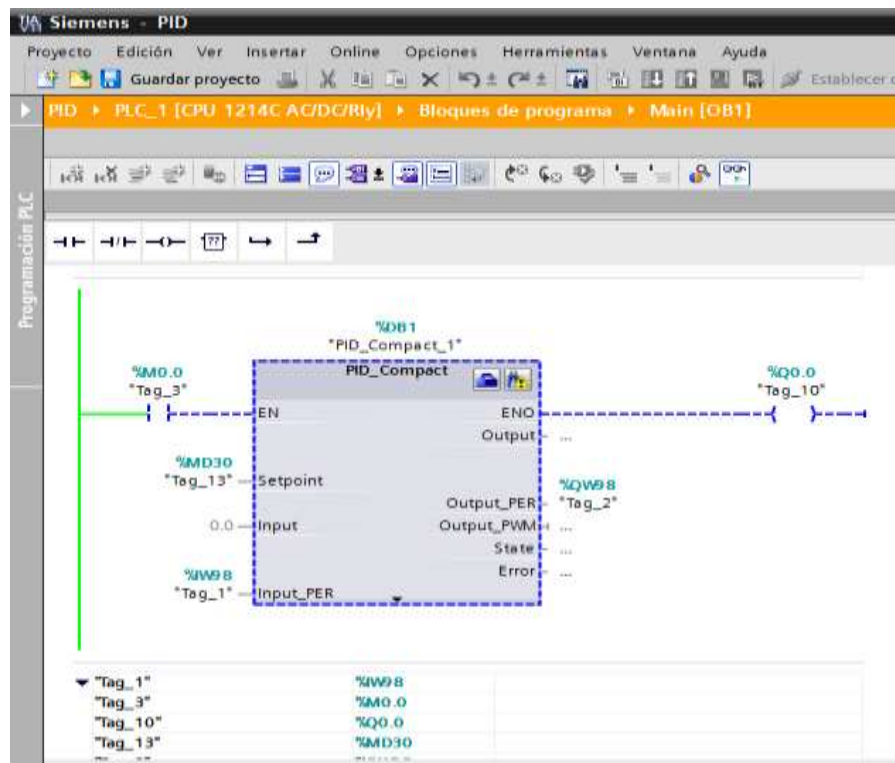 Siemens - PID
Proyecto Edición Ver Insertar Online Opciones Herramientas Ventana Ayuda
Guardar proyecto Establecer
PID PLC_1 [CPU 1214C AC/DC/Rly] Bloques de programa Main [OB1]
Programación PLC
??
%DB1
"PID_Compact_1"
%M0.0 PID_Compact %Q0.0
"Tag_3" "Tag_10"
EN ENO
Output ...
%MD30
"Tag_13" Setpoint %QW98
Output_PER "Tag_2"
0.0 Input Output_PWM ...
State ...
%IW98 Error ...
"Tag_1" Input_PER
"Tag_1" %IW98
"Tag_3" %M0.0
"Tag_10" %Q0.0
"Tag_13" %MD30